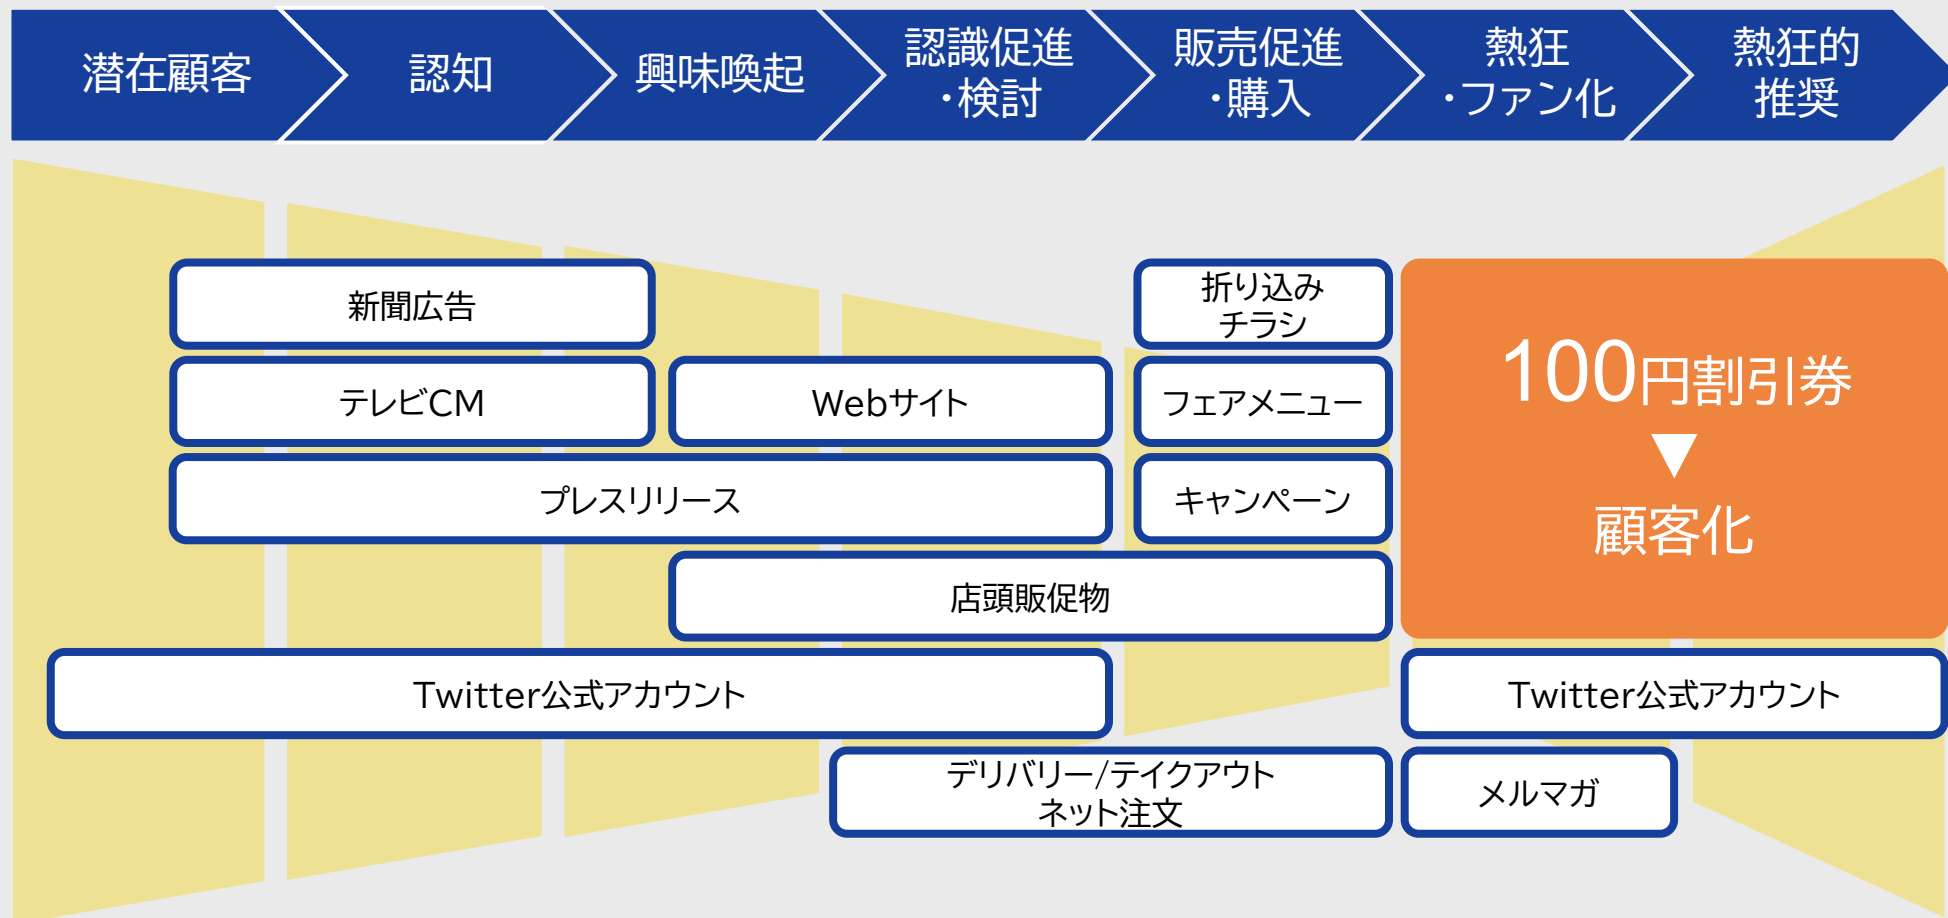 潜在顧客
認知
興味喚起
認識促進
・検討
販売促進
・購入
熱狂
・ファン化
熱狂的
推奨
新聞広告
折り込み
チラシ
テレビCM
Webサイト
フェアメニュー
プレスリリース
キャンペーン
100円割引券
▼
顧客化
店頭販促物
Twitter公式アカウント
Twitter公式アカウント
デリバリー/テイクアウト
ネット注文
メルマガ